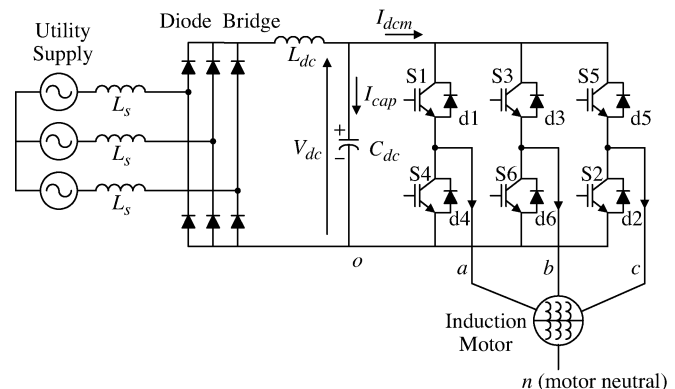 Utility
Supply
Diode Bridge
L_s
L_s
L_s
L_dc
I_dcm
I_cap
V_dc
+
−
C_dc
S1
d1
S3
d3
S5
d5
S4
d4
S6
d6
S2
d2
o
a
b
c
Induction
Motor
n (motor neutral)